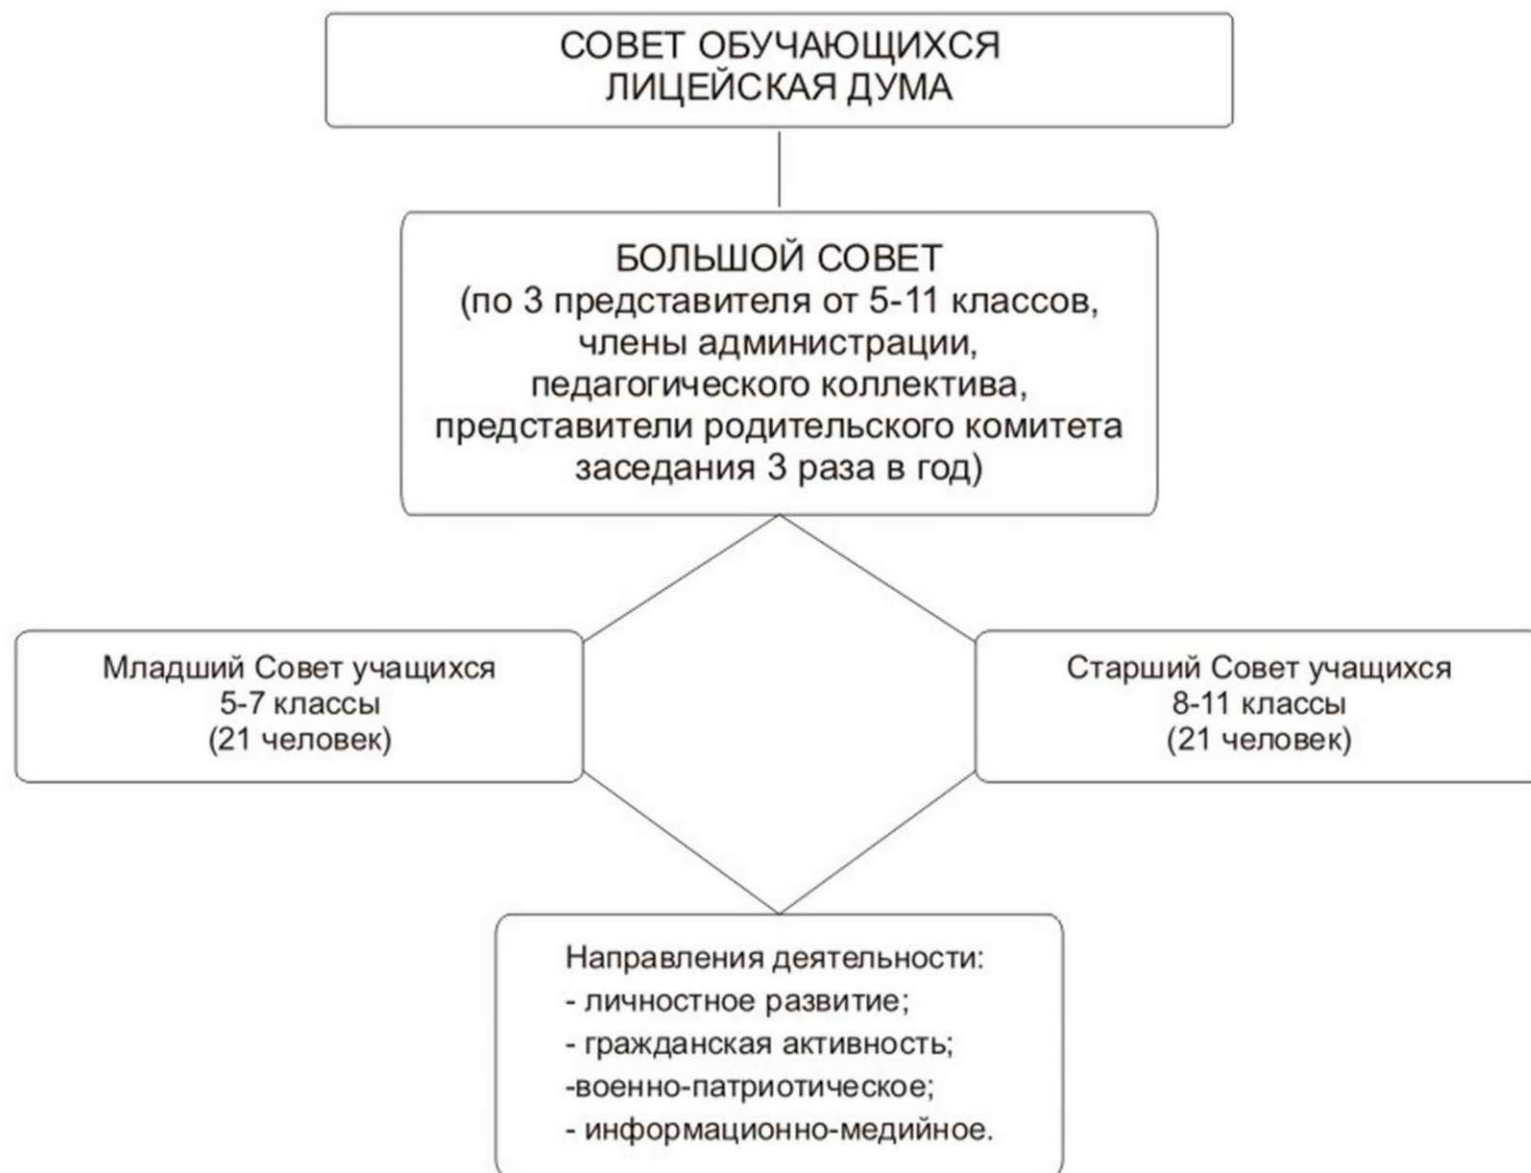 СОВЕТ ОБУЧАЮЩИХСЯ
ЛИЦЕЙСКАЯ ДУМА
БОЛЬШОЙ СОВЕТ
(по 3 представителя от 5-11 классов,
члены администрации,
педагогического коллектива,
представители родительского комитета
заседания 3 раза в год)
Младший Совет учащихся
5-7 классы
(21 человек)
Старший Совет учащихся
8-11 классы
(21 человек)
Направления деятельности:
- личностное развитие;
- гражданская активность;
-военно-патриотическое;
- информационно-медийное.